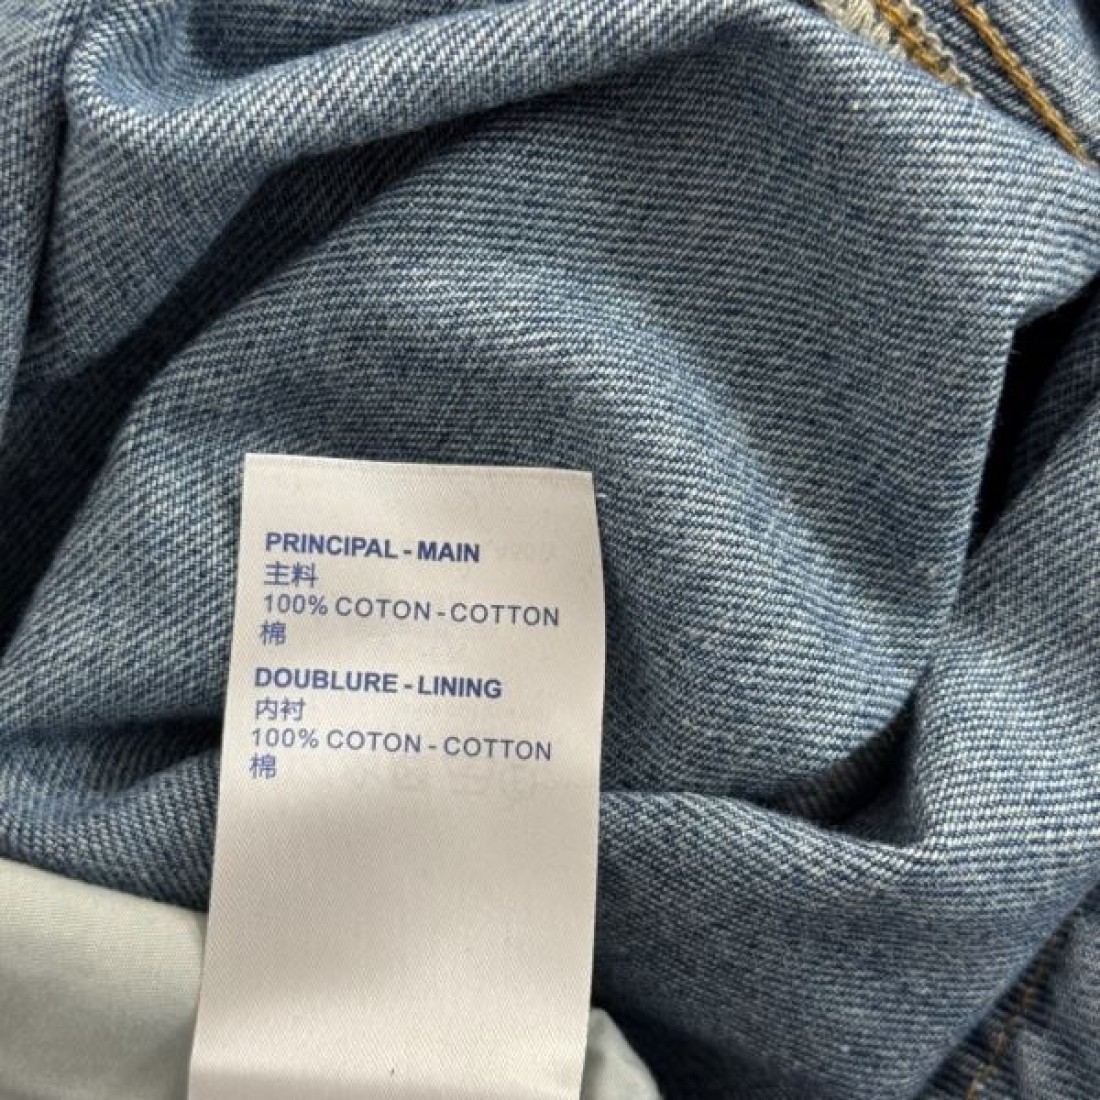 PRINCIPAL - MAIN
主料
100% COTON - COTTON
棉
DOUBLURE - LINING
内衬
100% COTON - COTTON
棉